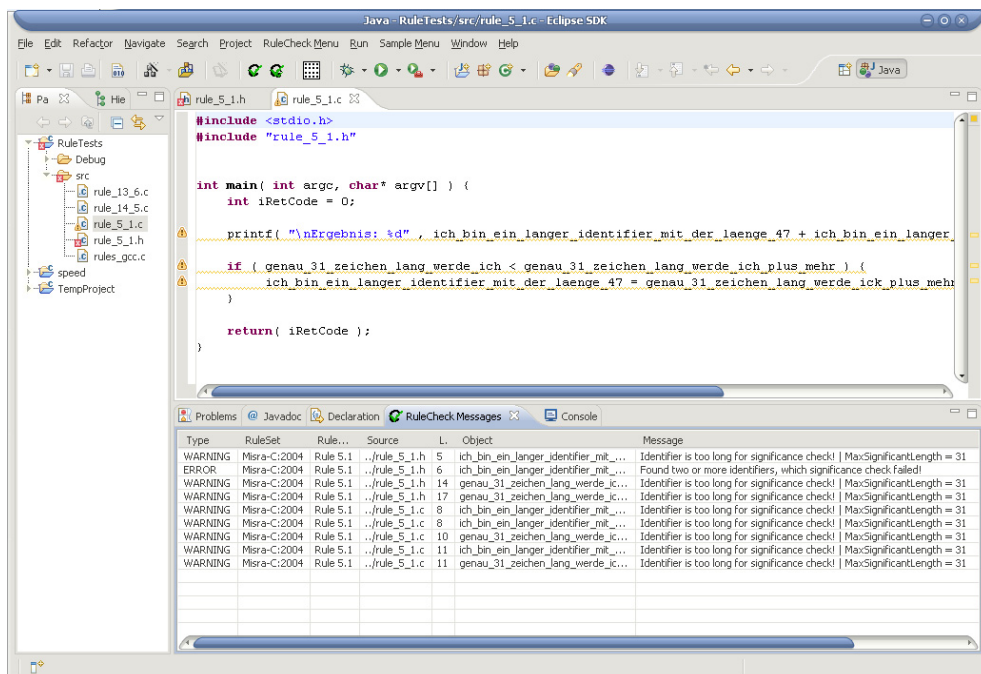 Java - RuleTests/src/rule_5_1.c - Eclipse SDK
File Edit Refactor Navigate Search Project RuleCheck Menu Run Sample Menu Window Help
Java
Pa Hie
rule_5_1.h rule_5_1.c
RuleTests
Debug
src
rule_13_6.c
rule_14_5.c
rule_5_1.c
rule_5_1.h
rules_gcc.c
speed
TempProject
#include <stdio.h>
#include "rule_5_1.h"
int main( int argc, char* argv[] ) {
int iRetCode = 0;
printf( "\nErgebnis: %d" , ich_bin_ein_langer_identifier_mit_der_laenge_47 + ich_bin_ein_langer_
if ( genau_31_zeichen_lang_werde_ich < genau_31_zeichen_lang_werde_ich_plus_mehr ) {
ich_bin_ein_langer_identifier_mit_der_laenge_47 = genau_31_zeichen_lang_werde_ick_plus_mehr
}
return( iRetCode );
}
Problems @ Javadoc Declaration RuleCheck Messages Console
Type RuleSet Rule... Source L. Object Message
WARNING Misra-C:2004 Rule 5.1 ../rule_5_1.h 5 ich_bin_ein_langer_identifier_mit_... Identifier is too long for significance check! | MaxSignificantLength = 31
ERROR Misra-C:2004 Rule 5.1 ../rule_5_1.h 6 ich_bin_ein_langer_identifier_mit_... Found two or more identifiers, which significance check failed!
WARNING Misra-C:2004 Rule 5.1 ../rule_5_1.h 14 genau_31_zeichen_lang_werde_ic... Identifier is too long for significance check! | MaxSignificantLength = 31
WARNING Misra-C:2004 Rule 5.1 ../rule_5_1.h 17 genau_31_zeichen_lang_werde_ic... Identifier is too long for significance check! | MaxSignificantLength = 31
WARNING Misra-C:2004 Rule 5.1 ../rule_5_1.c 8 ich_bin_ein_langer_identifier_mit_... Identifier is too long for significance check! | MaxSignificantLength = 31
WARNING Misra-C:2004 Rule 5.1 ../rule_5_1.c 8 ich_bin_ein_langer_identifier_mit_... Identifier is too long for significance check! | MaxSignificantLength = 31
WARNING Misra-C:2004 Rule 5.1 ../rule_5_1.c 10 genau_31_zeichen_lang_werde_ic... Identifier is too long for significance check! | MaxSignificantLength = 31
WARNING Misra-C:2004 Rule 5.1 ../rule_5_1.c 11 ich_bin_ein_langer_identifier_mit_... Identifier is too long for significance check! | MaxSignificantLength = 31
WARNING Misra-C:2004 Rule 5.1 ../rule_5_1.c 11 genau_31_zeichen_lang_werde_ic... Identifier is too long for significance check! | MaxSignificantLength = 31